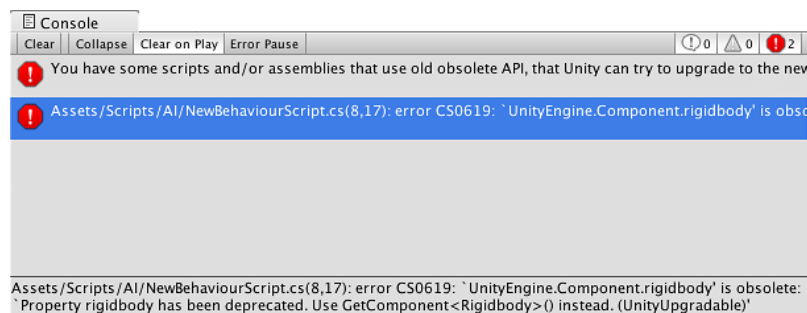 Console
Clear Collapse Clear on Play Error Pause 0 0 2
You have some scripts and/or assemblies that use old obsolete API, that Unity can try to upgrade to the new
Assets/Scripts/AI/NewBehaviourScript.cs(8,17): error CS0619: `UnityEngine.Component.rigidbody' is obso
Assets/Scripts/AI/NewBehaviourScript.cs(8,17): error CS0619: `UnityEngine.Component.rigidbody' is obsolete:
`Property rigidbody has been deprecated. Use GetComponent<Rigidbody>() instead. (UnityUpgradable)'